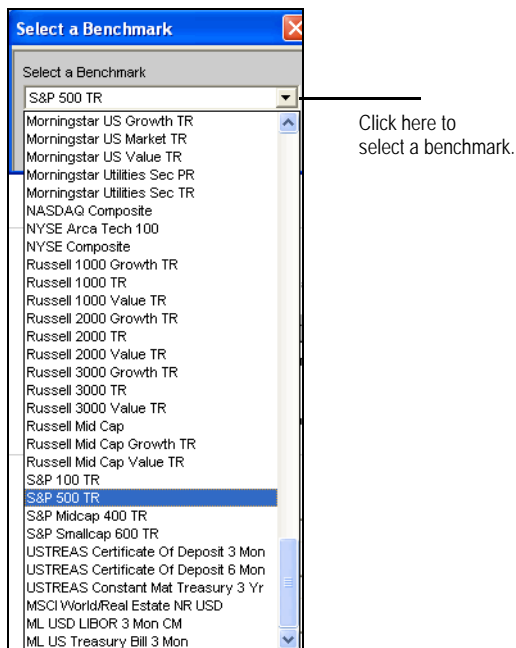 Select a Benchmark
Select a Benchmark
S&P 500 TR
Click here to
select a benchmark.
Morningstar US Growth TR
Morningstar US Market TR
Morningstar US Value TR
Morningstar Utilities Sec PR
Morningstar Utilities Sec TR
NASDAQ Composite
NYSE Arca Tech 100
NYSE Composite
Russell 1000 Growth TR
Russell 1000 TR
Russell 1000 Value TR
Russell 2000 Growth TR
Russell 2000 TR
Russell 2000 Value TR
Russell 3000 Growth TR
Russell 3000 TR
Russell 3000 Value TR
Russell Mid Cap
Russell Mid Cap Growth TR
Russell Mid Cap Value TR
S&P 100 TR
S&P 500 TR
S&P Midcap 400 TR
S&P Smallcap 600 TR
USTREAS Certificate Of Deposit 3 Mon
USTREAS Certificate Of Deposit 6 Mon
USTREAS Constant Mat Treasury 3 Yr
MSCI World/Real Estate NR USD
ML USD LIBOR 3 Mon CM
ML US Treasury Bill 3 Mon